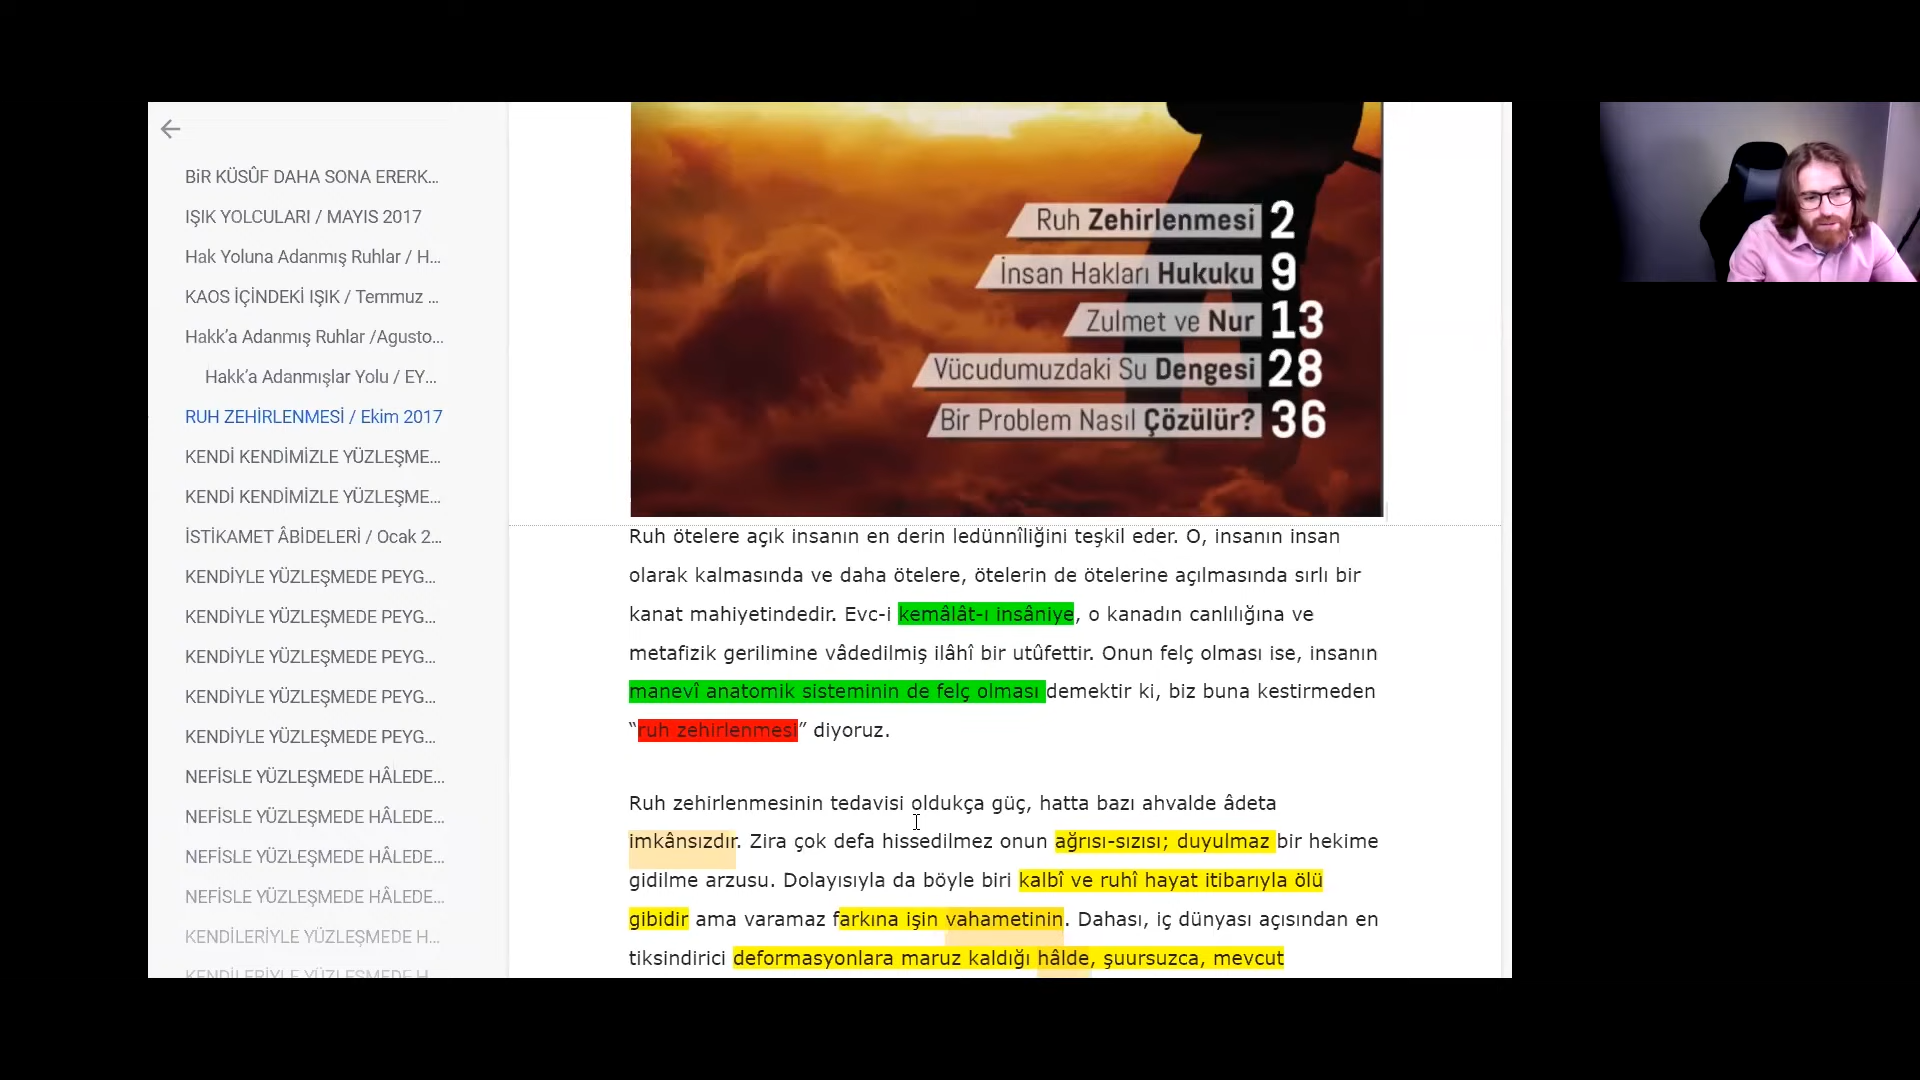 BİR KÜSÛF DAHA SONA ERERK...
IŞIK YOLCULARI / MAYIS 2017
Hak Yoluna Adanmış Ruhlar / H...
KAOS İÇİNDEKİ IŞIK / Temmuz ...
Hakk’a Adanmış Ruhlar /Agusto...
Hakk’a Adanmışlar Yolu / EY...
RUH ZEHİRLENMESİ / Ekim 2017
KENDİ KENDİMİZLE YÜZLEŞME...
KENDİ KENDİMİZLE YÜZLEŞME...
İSTİKAMET ÂBİDELERİ / Ocak 2...
KENDİYLE YÜZLEŞMEDE PEYG...
KENDİYLE YÜZLEŞMEDE PEYG...
KENDİYLE YÜZLEŞMEDE PEYG...
KENDİYLE YÜZLEŞMEDE PEYG...
KENDİYLE YÜZLEŞMEDE PEYG...
NEFİSLE YÜZLEŞMEDE HÂLEDE...
NEFİSLE YÜZLEŞMEDE HÂLEDE...
NEFİSLE YÜZLEŞMEDE HÂLEDE...
NEFİSLE YÜZLEŞMEDE HÂLEDE...
KENDİLERİYLE YÜZLEŞMEDE H...
KENDİLERİYLE YÜZLEŞMEDE H...
Ruh Zehirlenmesi 2
İnsan Hakları Hukuku 9
Zulmet ve Nur 13
Vücudumuzdaki Su Dengesi 28
Bir Problem Nasıl Çözülür? 36
Ruh ötelere açık insanın en derin ledünnîliğini teşkil eder. O, insanın insan
olarak kalmasında ve daha ötelere, ötelerin de ötelerine açılmasında sırlı bir
kanat mahiyetindedir. Evc-i kemâlât-ı insâniye, o kanadın canlılığına ve
metafizik gerilimine vâdedilmiş ilâhî bir utûfettir. Onun felç olması ise, insanın
manevî anatomik sisteminin de felç olması demektir ki, biz buna kestirmeden
“ruh zehirlenmesi” diyoruz.
Ruh zehirlenmesinin tedavisi oldukça güç, hatta bazı ahvalde âdeta
imkânsızdır. Zira çok defa hissedilmez onun ağrısı-sızısı; duyulmaz bir hekime
gidilme arzusu. Dolayısıyla da böyle biri kalbî ve ruhî hayat itibarıyla ölü
gibidir ama varamaz farkına işin vahametinin. Dahası, iç dünyası açısından en
tiksindirici deformasyonlara maruz kaldığı hâlde, şuursuzca, mevcut